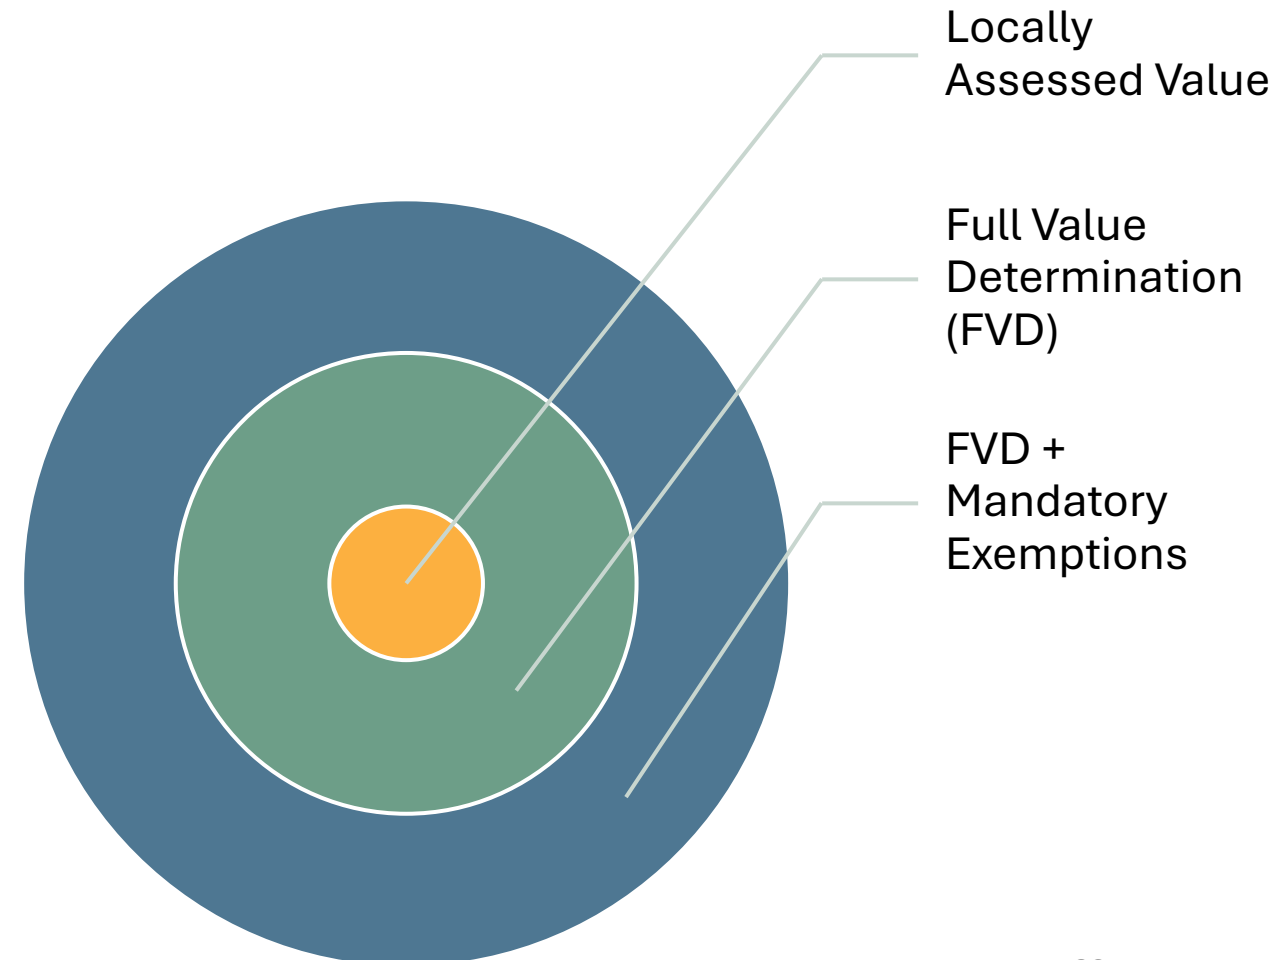 Locally
Assessed Value
Full Value
Determination
(FVD)
FVD +
Mandatory
Exemptions